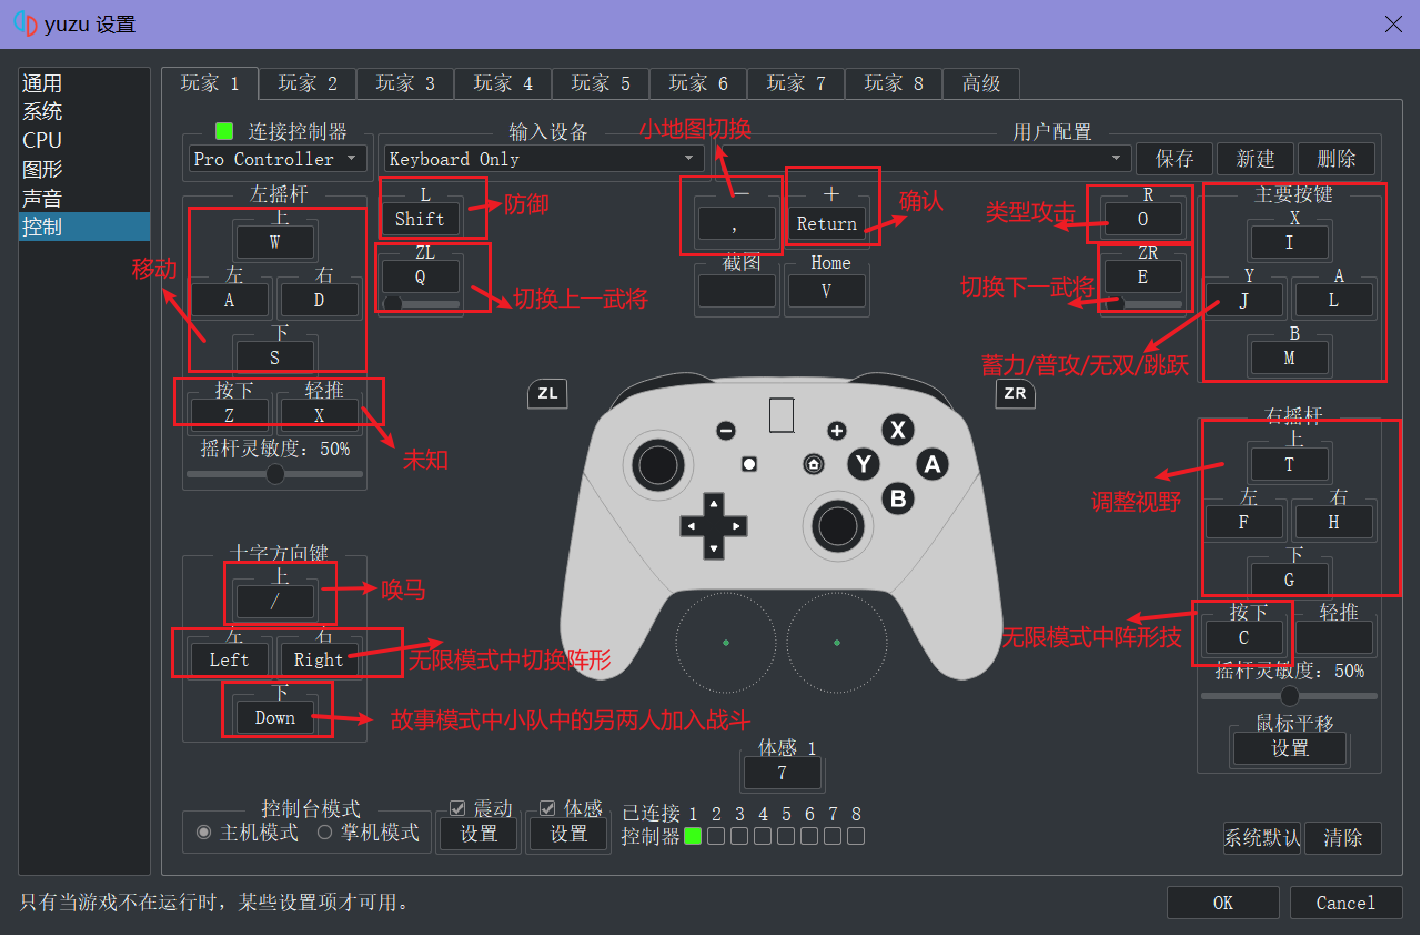 yuzu 设置
通用
系统
CPU
图形
声音
控制
玩家 1
玩家 2
玩家 3
玩家 4
玩家 5
玩家 6
玩家 7
玩家 8
高级
连接控制器
输入设备
小地图切换
用户配置
Pro Controller
Keyboard Only
保存
新建
删除
左摇杆
上
W
左
A
右
D
下
S
移动
按下
Z
轻推
X
未知
摇杆灵敏度: 50%
L
Shift
防御
ZL
Q
切换上一武将
−
,
+
Return
确认
截图
Home
V
R
O
类型攻击
ZR
E
切换下一武将
主要按键
X
I
Y
J
A
L
B
M
蓄力/普攻/无双/跳跃
ZL
ZR
X
Y
A
B
右摇杆
上
T
左
F
右
H
下
G
调整视野
按下
C
轻推
无限模式中阵形技
摇杆灵敏度: 50%
鼠标平移
设置
十字方向键
上
/
唤马
左
Left
右
Right
无限模式中切换阵形
下
Down
故事模式中小队中的另两人加入战斗
体感 1
7
控制台模式
主机模式
掌机模式
震动
设置
体感
设置
已连接 1 2 3 4 5 6 7 8
控制器
系统默认
清除
只有当游戏不在运行时，某些设置项才可用。
OK
Cancel